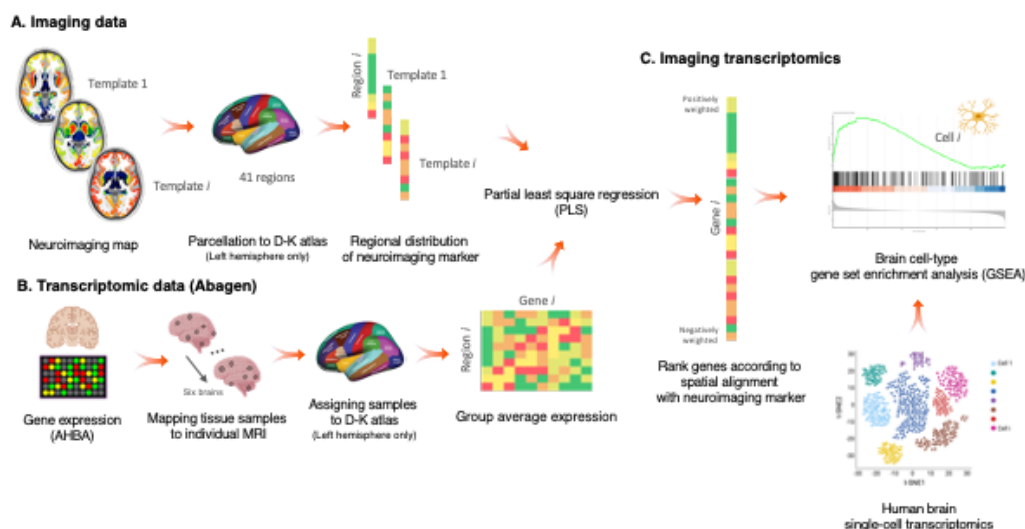 A. Imaging data
Template 1
Template i
Neuroimaging map
41 regions
Parcellation to D-K atlas
(Left hemisphere only)
Region i
Template 1
Template i
Regional distribution
of neuroimaging marker
Partial least square regression
(PLS)
B. Transcriptomic data (Abagen)
Gene expression
(AHBA)
Six brains
Mapping tissue samples
to individual MRI
Assigning samples
to D-K atlas
(Left hemisphere only)
Gene i
Region i
Group average expression
C. Imaging transcriptomics
Positively
weighted
Gene i
Negatively
weighted
Rank genes according to
spatial alignment
with neuroimaging marker
Cell i
Brain cell-type
gene set enrichment analysis (GSEA)
Cell 1
Cell i
t-SNE2
t-SNE1
Human brain
single-cell transcriptomics